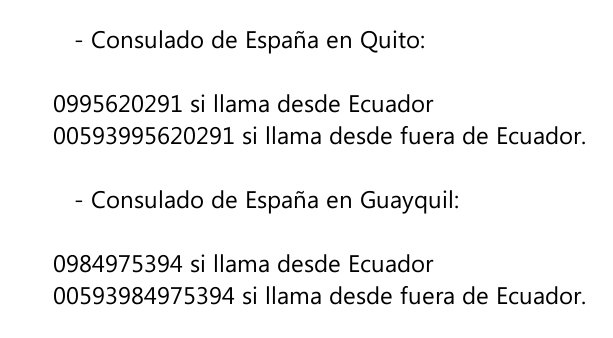 - Consulado de España en Quito:
0995620291 si llama desde Ecuador
00593995620291 si llama desde fuera de Ecuador.
- Consulado de España en Guayquil:
0984975394 si llama desde Ecuador
00593984975394 si llama desde fuera de Ecuador.